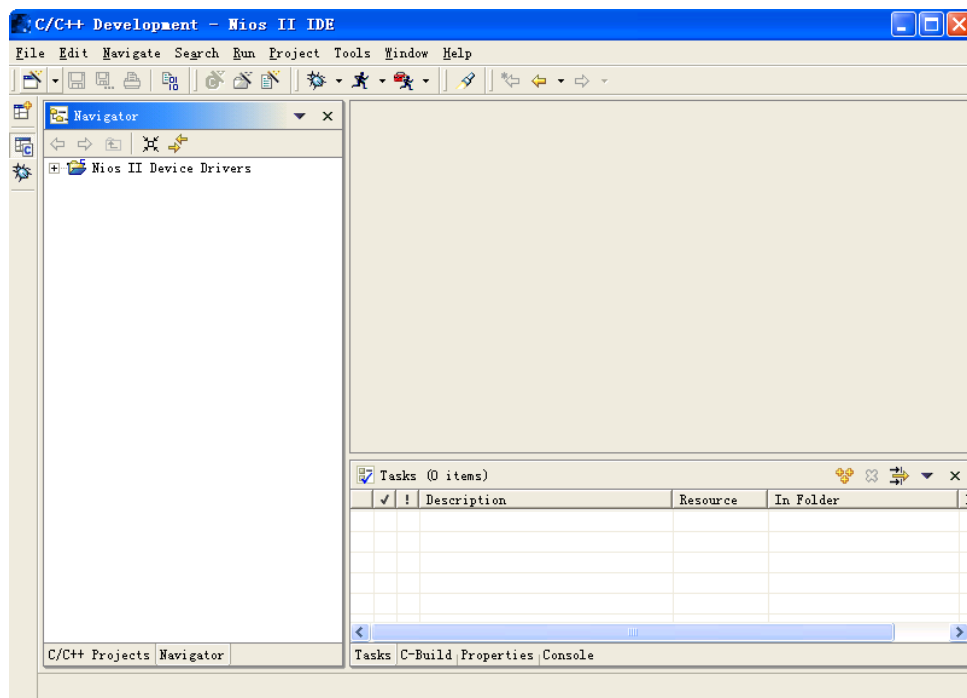 C/C++ Development - Nios II IDE
File Edit Navigate Search Run Project Tools Window Help
Navigator
Nios II Device Drivers
C/C++ Projects Navigator
Tasks (0 items)
! Description Resource In Folder
Tasks C-Build Properties Console